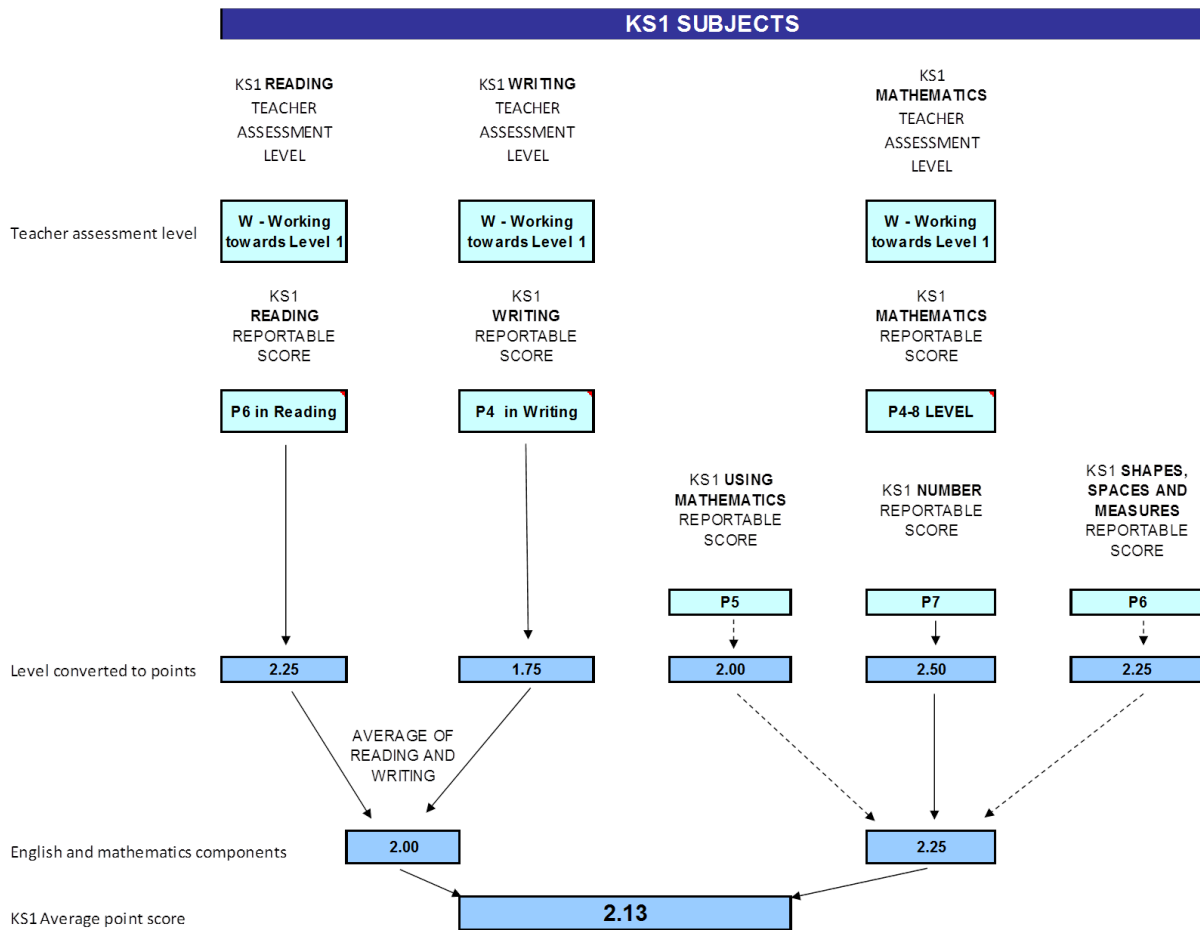 KS1 SUBJECTS
KS1 READING
TEACHER
ASSESSMENT
LEVEL
KS1 WRITING
TEACHER
ASSESSMENT
LEVEL
KS1
MATHEMATICS
TEACHER
ASSESSMENT
LEVEL
Teacher assessment level
W - Working
towards Level 1
W - Working
towards Level 1
W - Working
towards Level 1
KS1
READING
REPORTABLE
SCORE
KS1
WRITING
REPORTABLE
SCORE
KS1
MATHEMATICS
REPORTABLE
SCORE
P6 in Reading
P4 in Writing
P4-8 LEVEL
KS1 USING
MATHEMATICS
REPORTABLE
SCORE
KS1 NUMBER
REPORTABLE
SCORE
KS1 SHAPES,
SPACES AND
MEASURES
REPORTABLE
SCORE
P5
P7
P6
Level converted to points
2.25
1.75
2.00
2.50
2.25
AVERAGE OF
READING AND
WRITING
English and mathematics components
2.00
2.25
KS1 Average point score
2.13